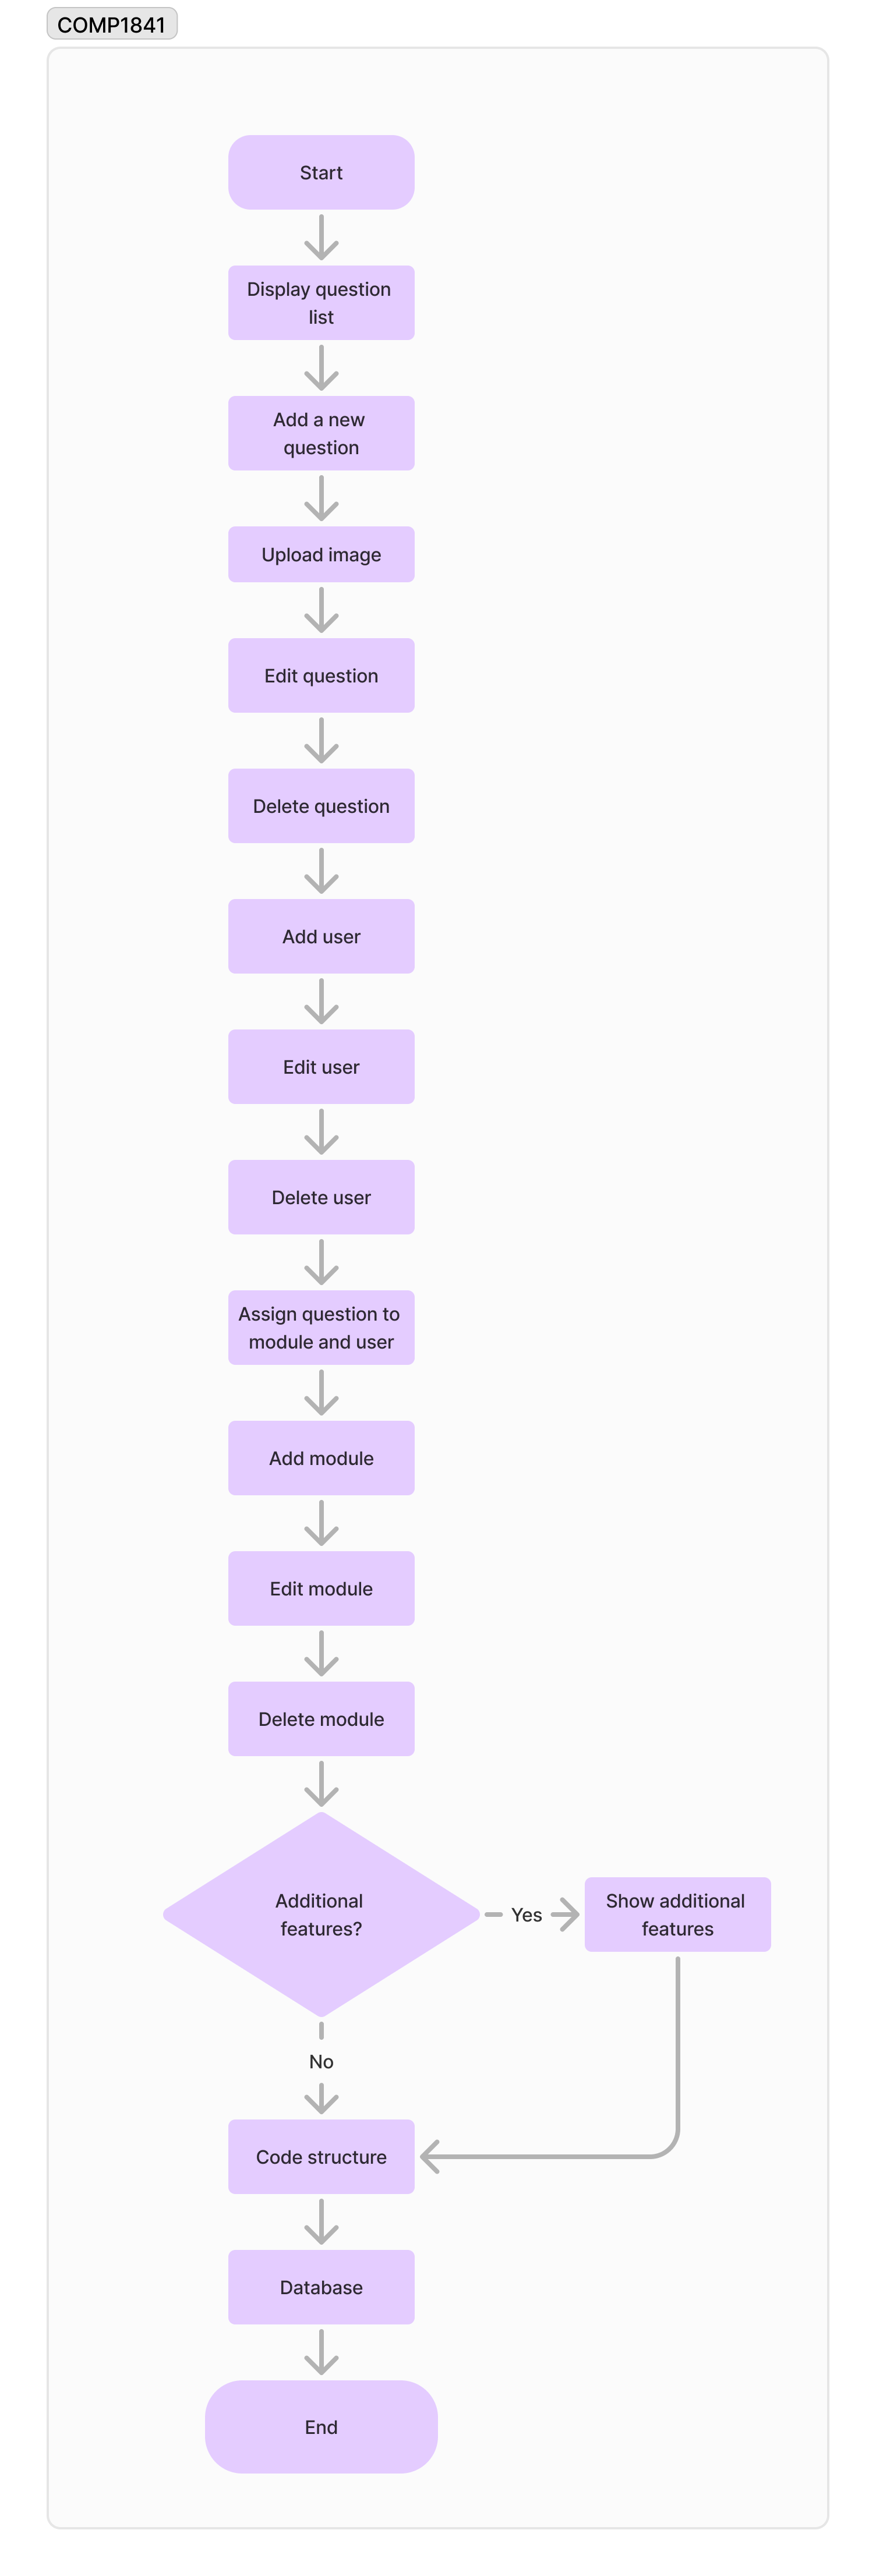 COMP1841
Start
Display question
list
Add a new
question
Upload image
Edit question
Delete question
Add user
Edit user
Delete user
Assign question to
module and user
Add module
Edit module
Delete module
Additional
features?
Yes
Show additional
features
No
Code structure
Database
End